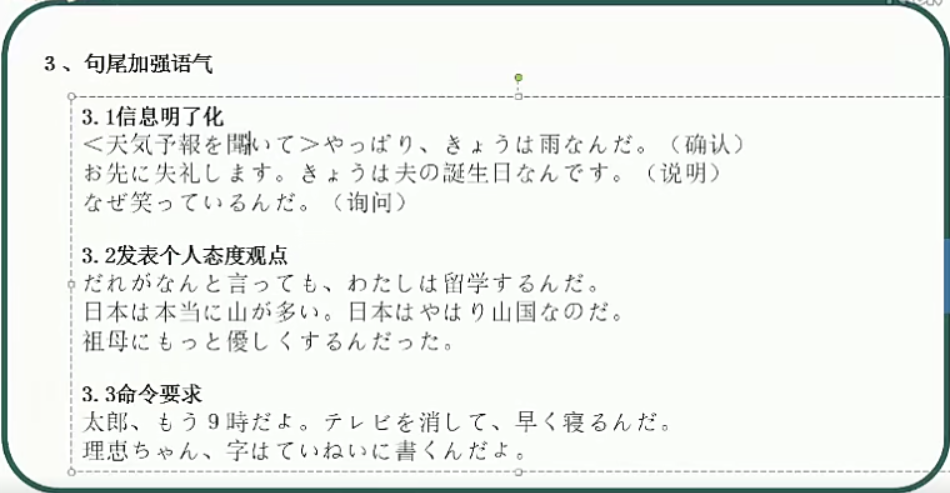 3、句尾加强语气
3.1信息明了化
＜天気予報を聞いて＞やっぱり、きょうは雨なんだ。（确认）
お先に失礼します。きょうは夫の誕生日なんです。（说明）
なぜ笑っているんだ。（询问）
3.2发表个人态度观点
だれがなんと言っても、わたしは留学するんだ。
日本は本当に山が多い。日本はやはり山国なのだ。
祖母にもっと優しくするんだった。
3.3命令要求
太郎、もう9時だよ。テレビを消して、早く寝るんだ。
理恵ちゃん、字はていねいに書くんだよ。